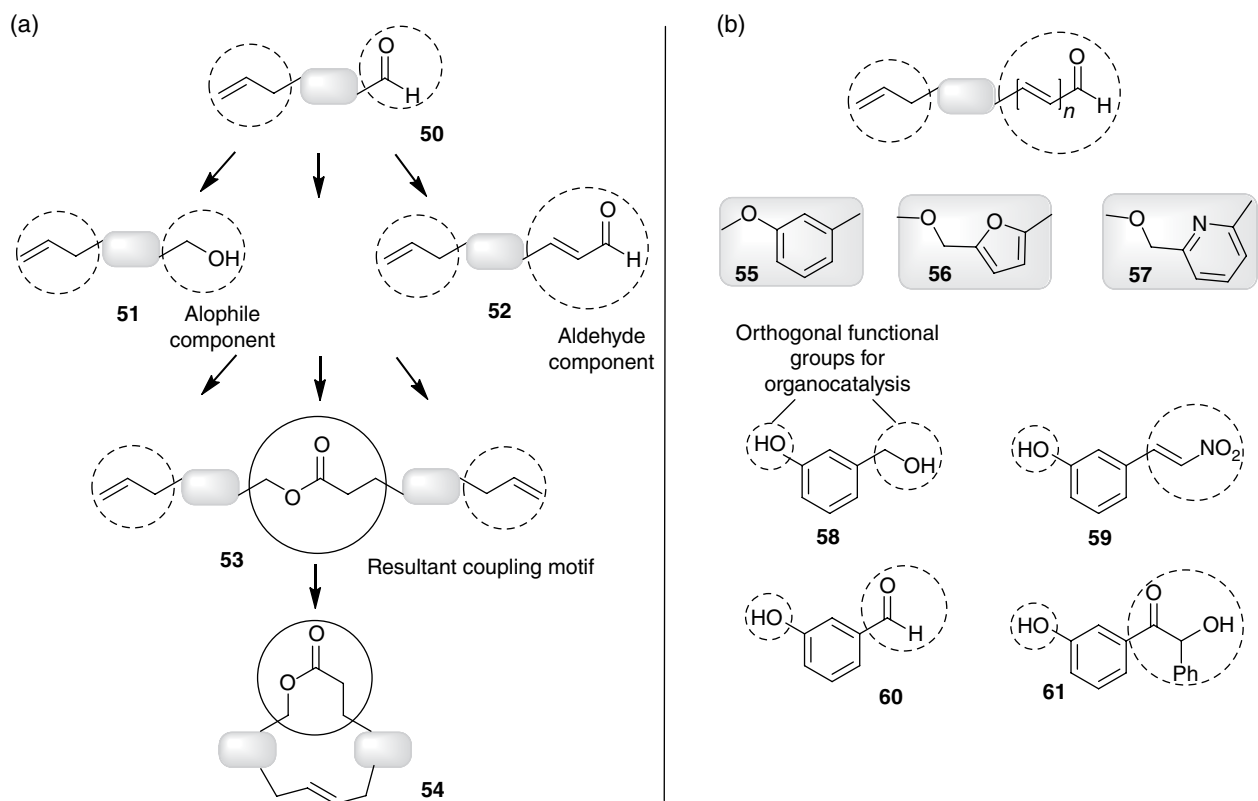 (a)
O
H
50
OH
51
Alophile
component
O
H
52
Aldehyde
component
O
O
53
Resultant coupling motif
O
O
54
(b)
O
H
n
O
55
O
O
56
O
N
57
Orthogonal functional
groups for
organocatalysis
HO
OH
58
HO
NO2
59
HO
O
H
60
HO
O
OH
Ph
61